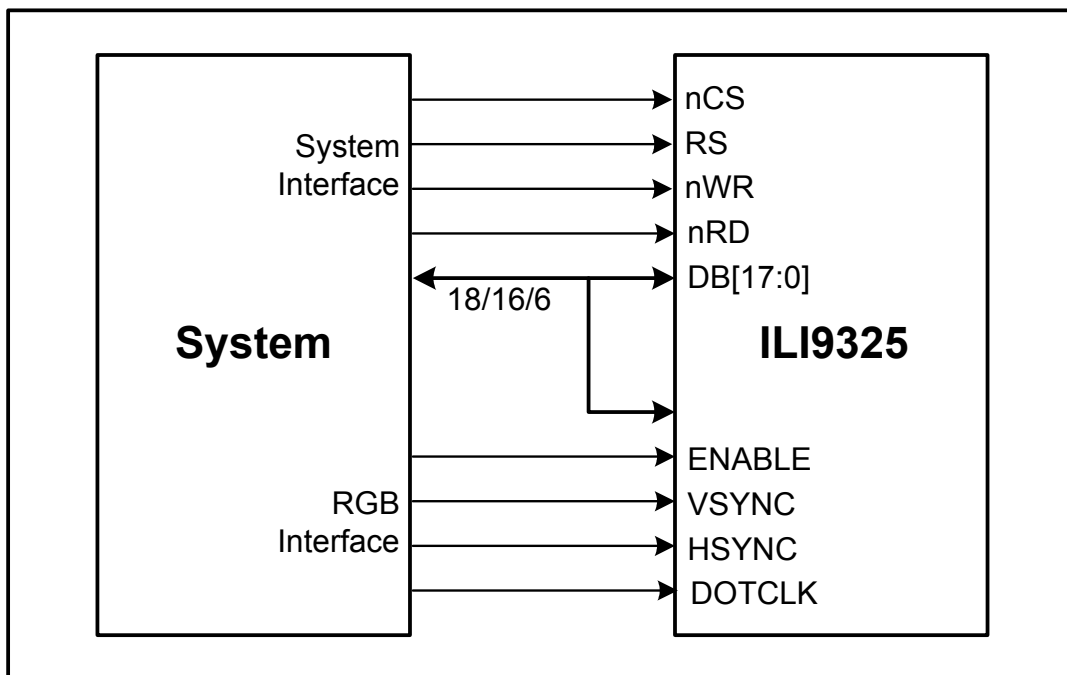 System
Interface
18/16/6
System
RGB
Interface
nCS
RS
nWR
nRD
DB[17:0]
ILI9325
ENABLE
VSYNC
HSYNC
DOTCLK